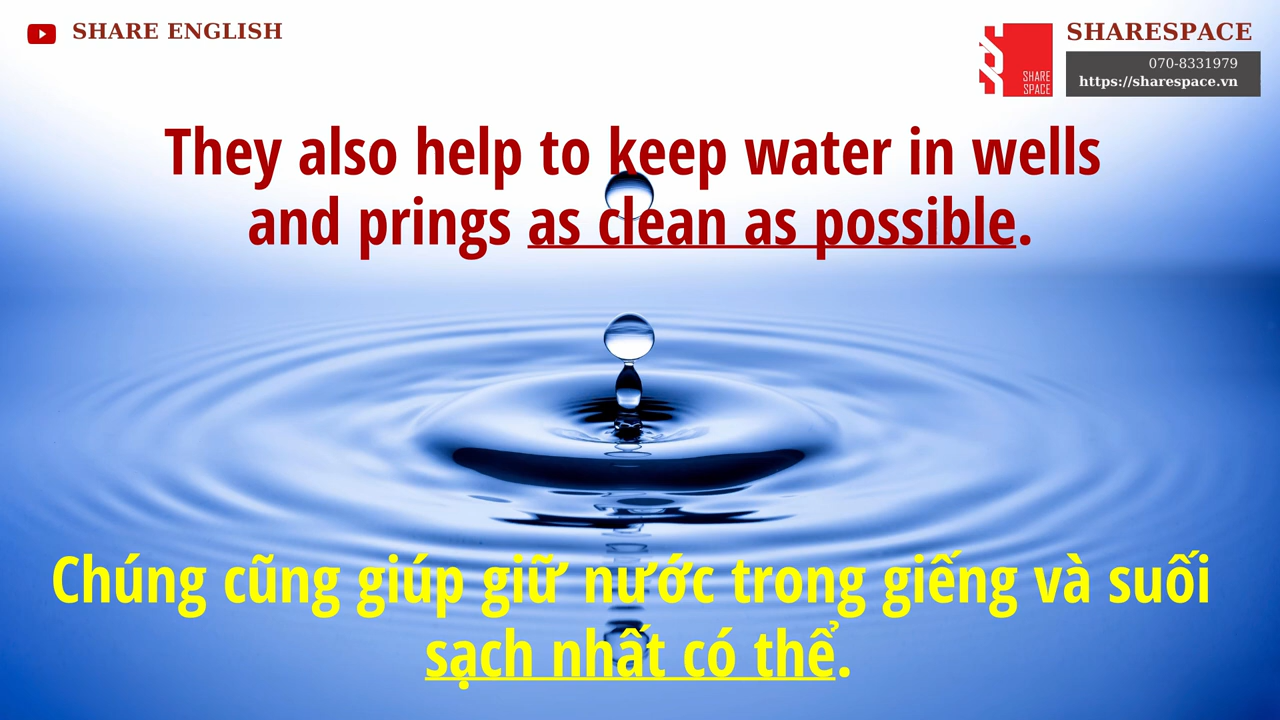 SHARE ENGLISH
SHARESPACE
070-8331979
https://sharespace.vn
SHARE
SPACE
They also help to keep water in wells
and prings as clean as possible.
Chúng cũng giúp giữ nước trong giếng và suối
sạch nhất có thể.